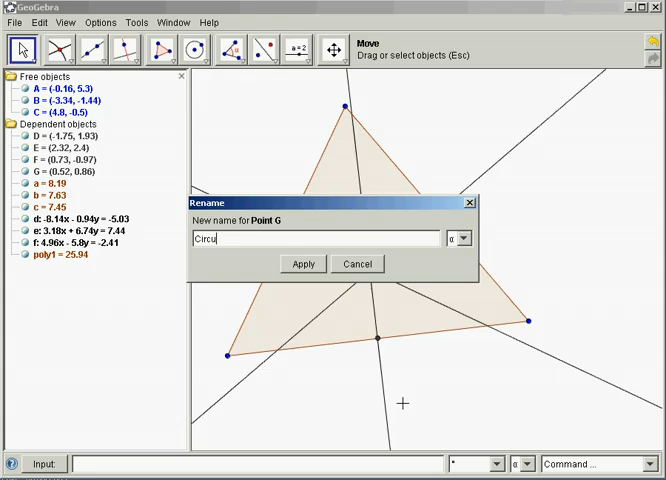 GeoGebra
File Edit View Options Tools Window Help
α
a = 2
Move
Drag or select objects (Esc)
Free objects
A = (-0.16, 5.3)
B = (-3.34, -1.44)
C = (4.8, -0.5)
Dependent objects
D = (-1.75, 1.93)
E = (2.32, 2.4)
F = (0.73, -0.97)
G = (0.52, 0.86)
a = 8.19
b = 7.63
c = 7.45
d: -8.14x - 0.94y = -5.03
e: 3.18x + 6.74y = 7.44
f: 4.96x - 5.8y = -2.41
poly1 = 25.94
Rename
New name for Point G
Circu
α
Apply Cancel
Input: ° α Command ...